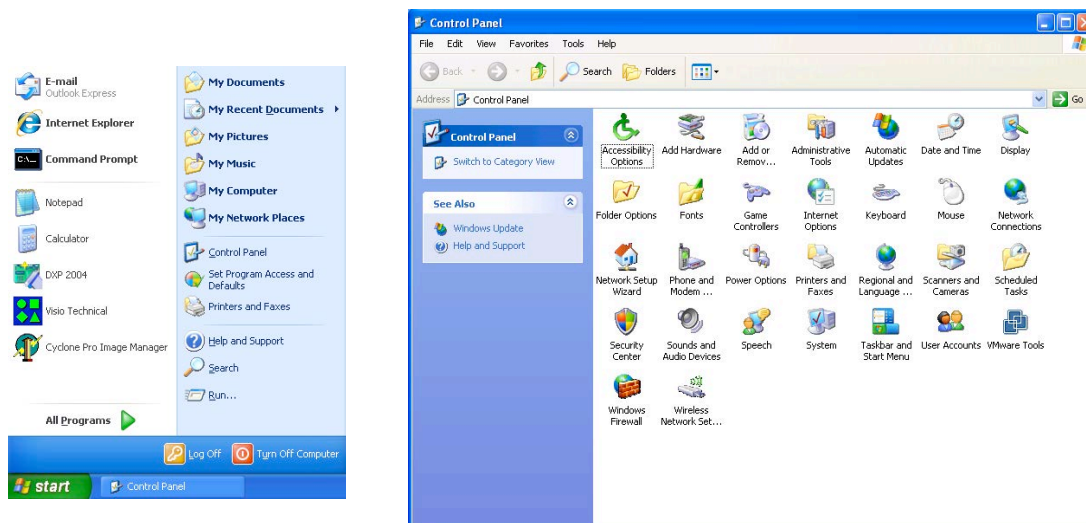 E-mail
Outlook Express
Internet Explorer
C:\_
Command Prompt
Notepad
Calculator
DXP 2004
Visio Technical
Cyclone Pro Image Manager
All Programs
My Documents
My Recent Documents
My Pictures
My Music
My Computer
My Network Places
Control Panel
Set Program Access and
Defaults
Printers and Faxes
Help and Support
Search
Run...
Log Off
Turn Off Computer
start
Control Panel
Control Panel
File Edit View Favorites Tools Help
Back Search Folders
Address Control Panel Go
Control Panel
Switch to Category View
See Also
Windows Update
Help and Support
Accessibility
Options
Add Hardware
Add or
Remov...
Administrative
Tools
Automatic
Updates
Date and Time
Display
Folder Options
Fonts
Game
Controllers
Internet
Options
Keyboard
Mouse
Network
Connections
Network Setup
Wizard
Phone and
Modem ...
Power Options
Printers and
Faxes
Regional and
Language ...
Scanners and
Cameras
Scheduled
Tasks
Security
Center
Sounds and
Audio Devices
Speech
System
Taskbar and
Start Menu
User Accounts
VMware Tools
Windows
Firewall
Wireless
Network Set...